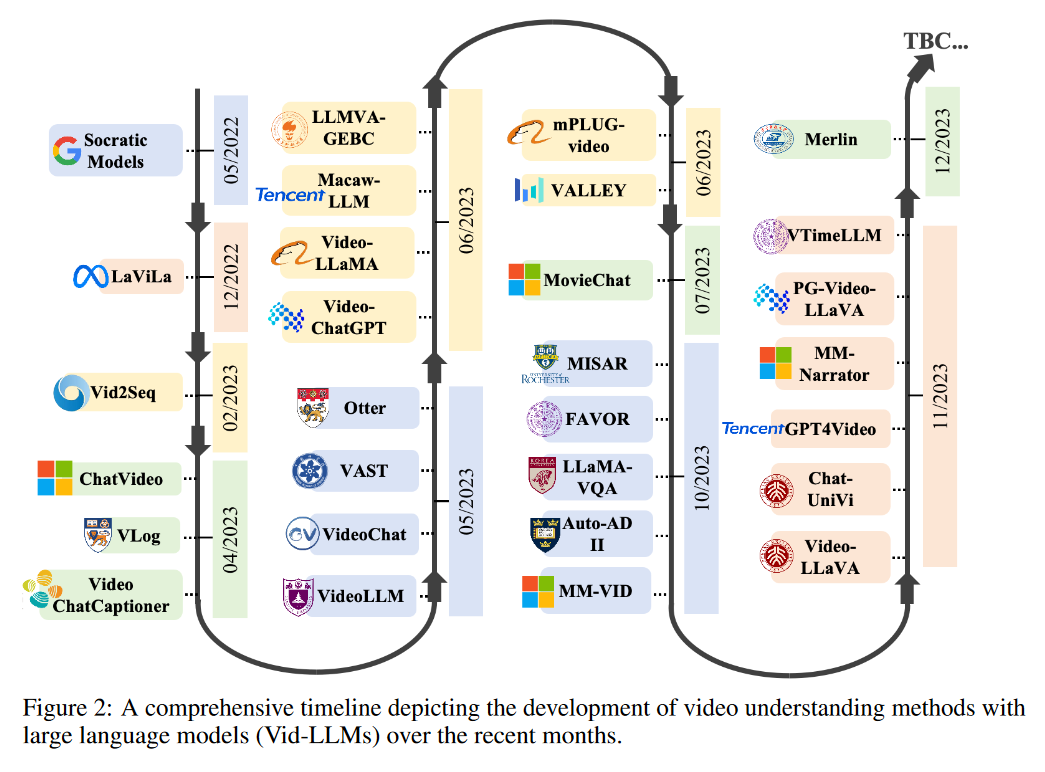 TBC...
Socratic
Models
05/2022
LaViLa
12/2022
Vid2Seq
02/2023
ChatVideo
VLog
Video
ChatCaptioner
04/2023
LLMVA-
GEBC
Tencent
Macaw-
LLM
Video-
LLaMA
Video-
ChatGPT
06/2023
Otter
VAST
VideoChat
VideoLLM
05/2023
mPLUG-
video
VALLEY
06/2023
MovieChat
07/2023
UNIVERSITY of
ROCHESTER
MISAR
FAVOR
KOREA
LLaMA-
VQA
Auto-AD
II
MM-VID
10/2023
Merlin
12/2023
VTimeLLM
PG-Video-
LLaVA
MM-
Narrator
Tencent
GPT4Video
Chat-
UniVi
Video-
LLaVA
11/2023
Figure 2: A comprehensive timeline depicting the development of video understanding methods with
large language models (Vid-LLMs) over the recent months.